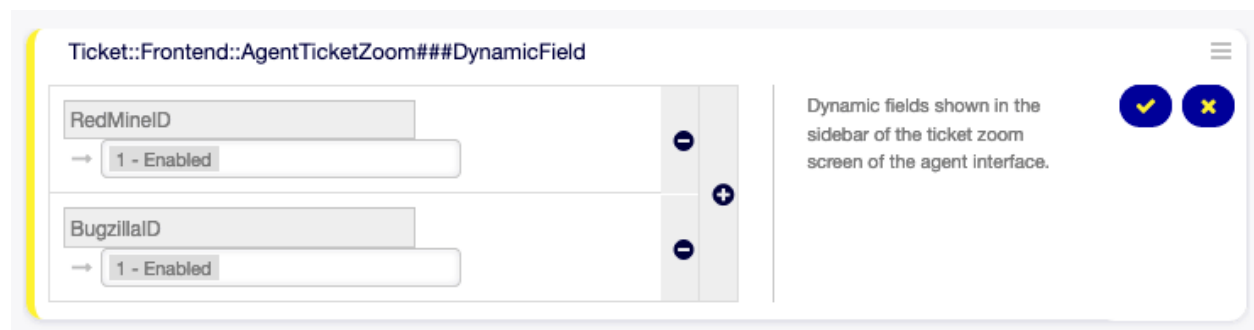 Ticket::Frontend::AgentTicketZoom###DynamicField
RedMineID
1 - Enabled
BugzillaID
1 - Enabled
Dynamic fields shown in the
sidebar of the ticket zoom
screen of the agent interface.